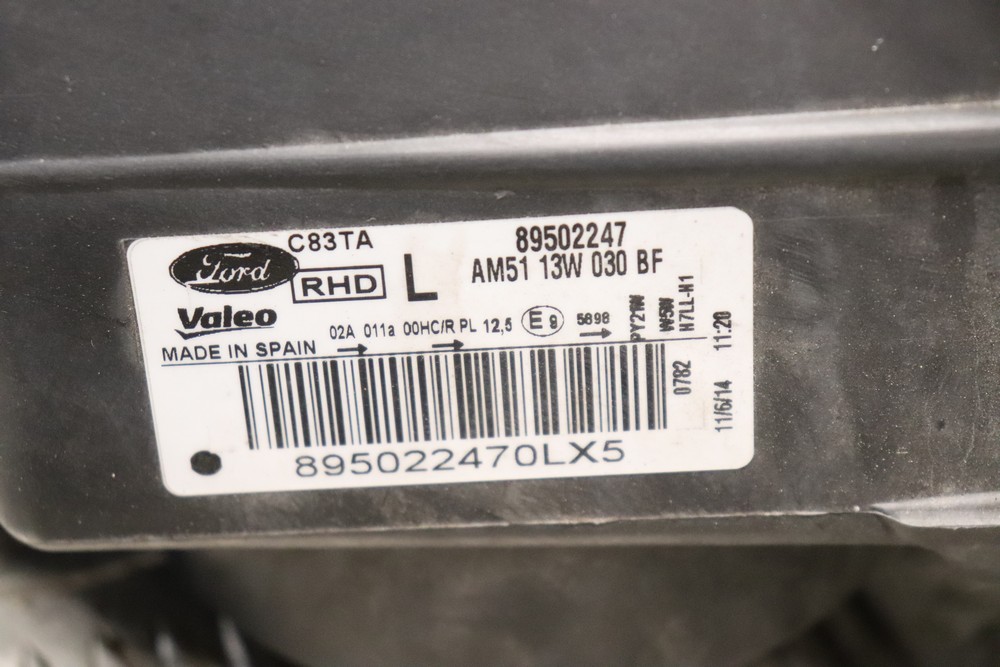 Ford
C83TA
RHD
L
89502247
AM51 13W 030 BF
Valeo
MADE IN SPAIN
02A 011a 00HC/R PL 12,5 E9 5698
PY21W
W5W
H7LL-H1
0782
11/6/14 11:20
895022470LX5